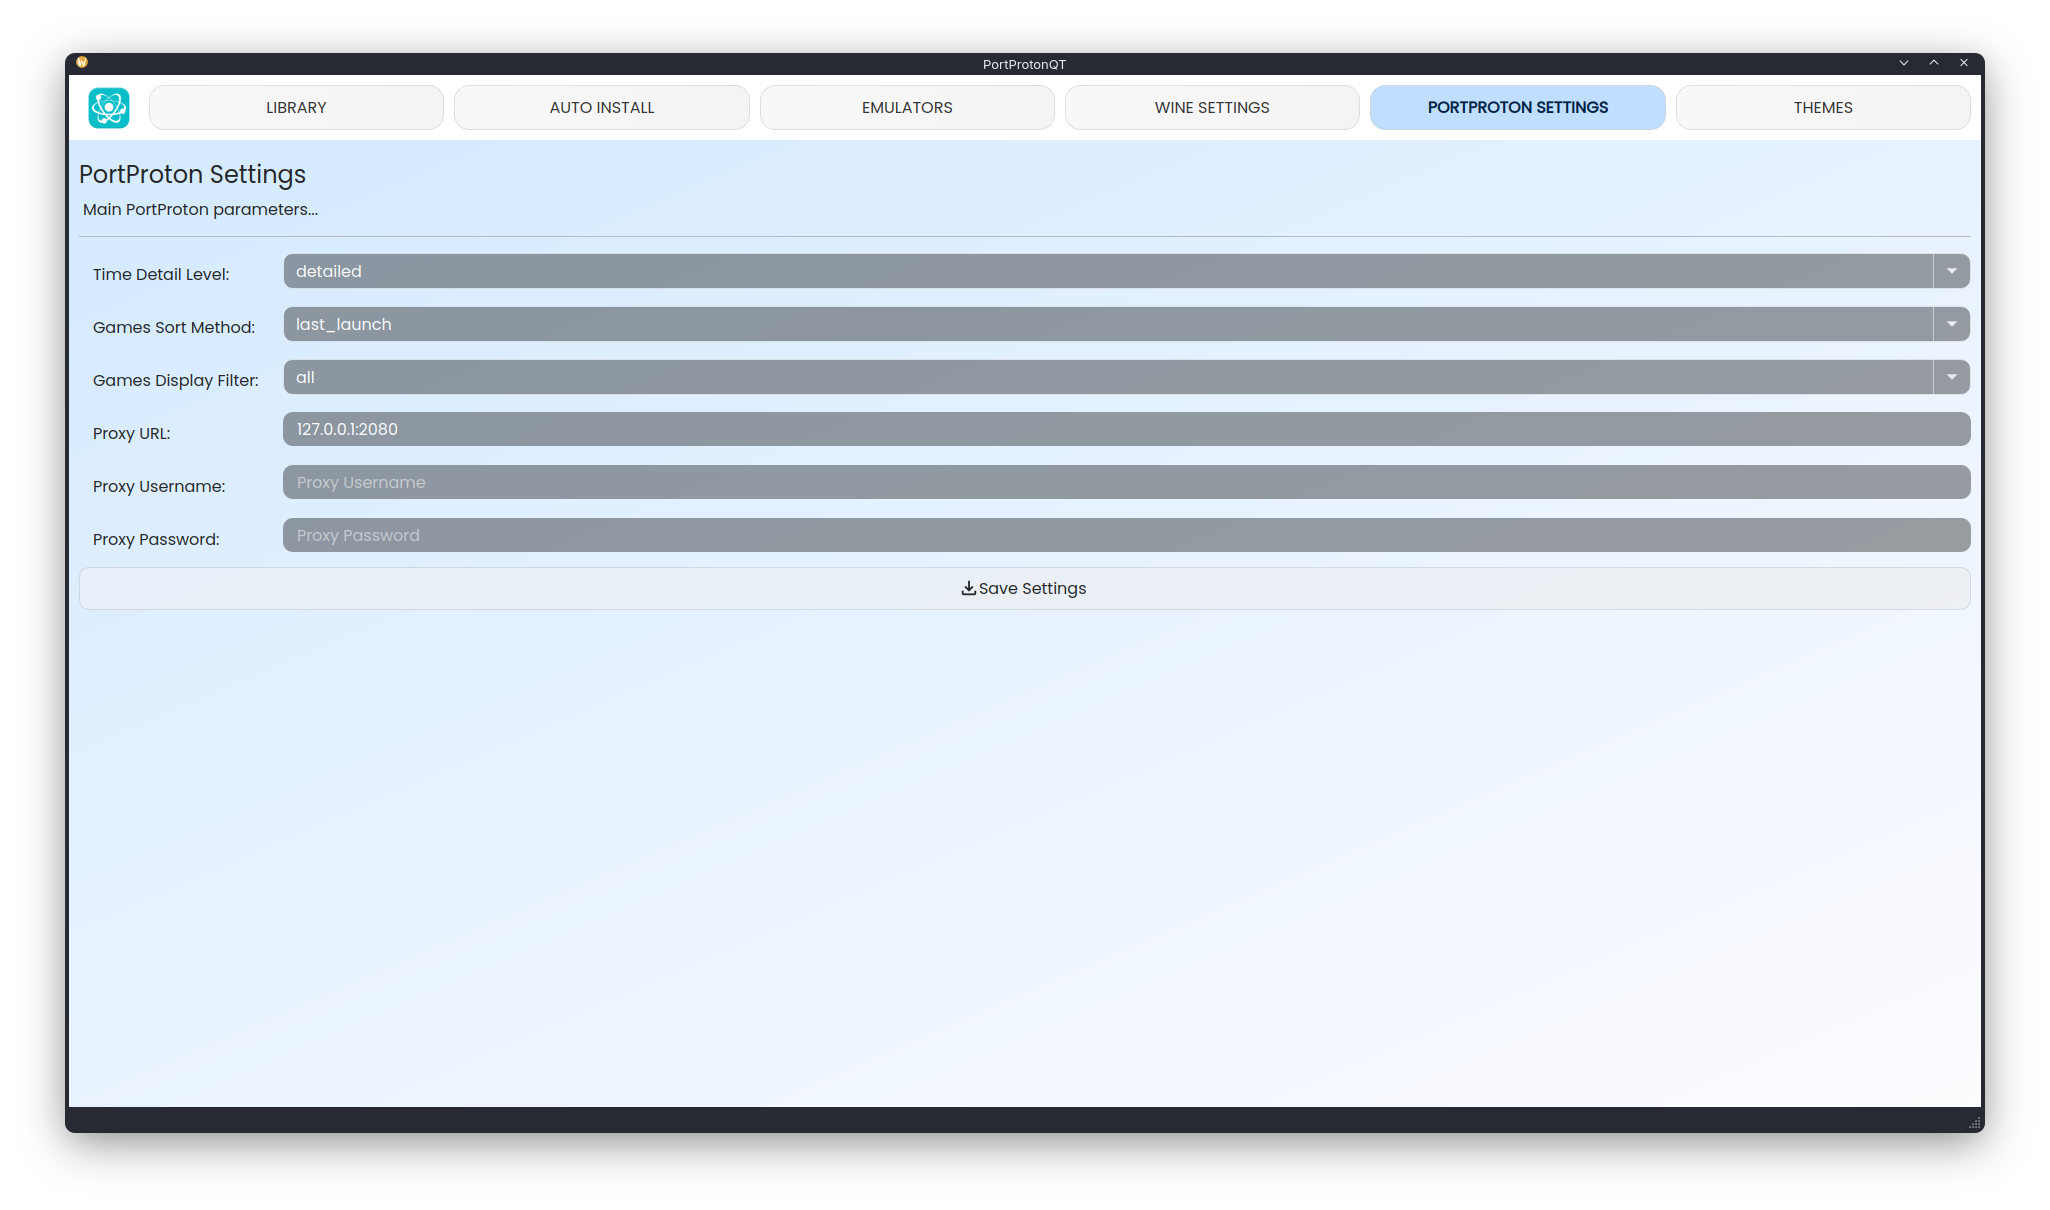 PortProtonQT
LIBRARY
AUTO INSTALL
EMULATORS
WINE SETTINGS
PORTPROTON SETTINGS
THEMES
PortProton Settings
Main PortProton parameters...
Time Detail Level:
detailed
Games Sort Method:
last_launch
Games Display Filter:
all
Proxy URL:
127.0.0.1:2080
Proxy Username:
Proxy Username
Proxy Password:
Proxy Password
Save Settings